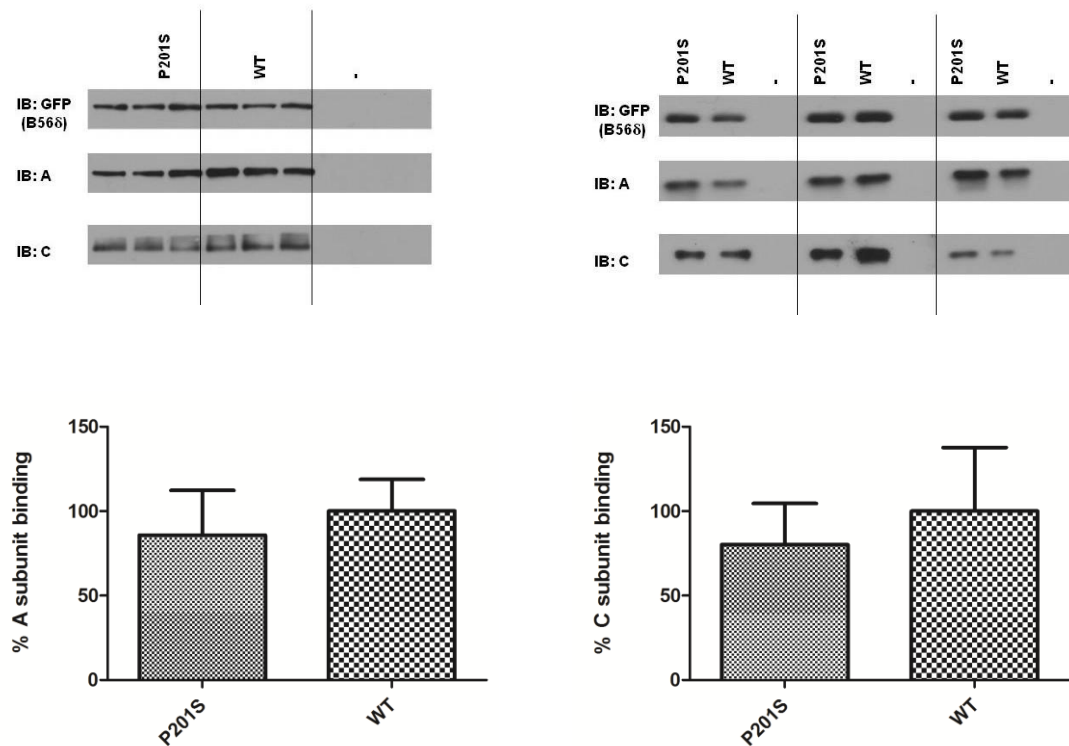 P201S WT -
IB: GFP
(B56δ)
IB: A
IB: C
P201S WT - P201S WT - P201S WT -
IB: GFP
(B56δ)
IB: A
IB: C
% A subunit binding
150
100
50
0
P201S WT
% C subunit binding
150
100
50
0
P201S WT